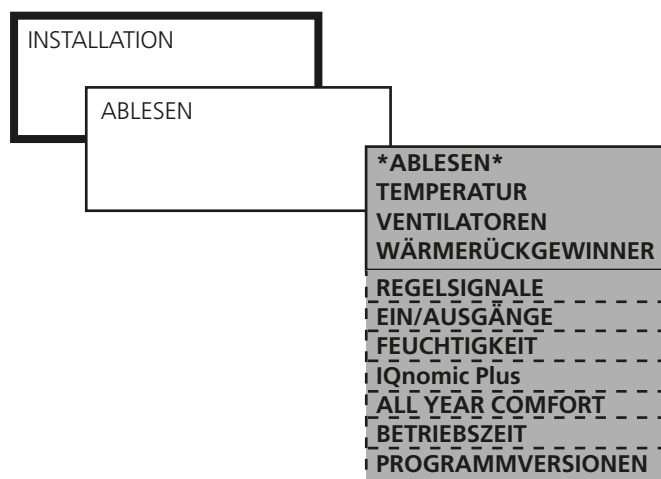 INSTALLATION
ABLESEN
*ABLESEN*
TEMPERATUR
VENTILATOREN
WÄRMERÜCKGEWINNER
REGELSIGNALE
EIN/AUSGÄNGE
FEUCHTIGKEIT
IQnomic Plus
ALL YEAR COMFORT
BETRIEBSZEIT
PROGRAMMVERSIONEN